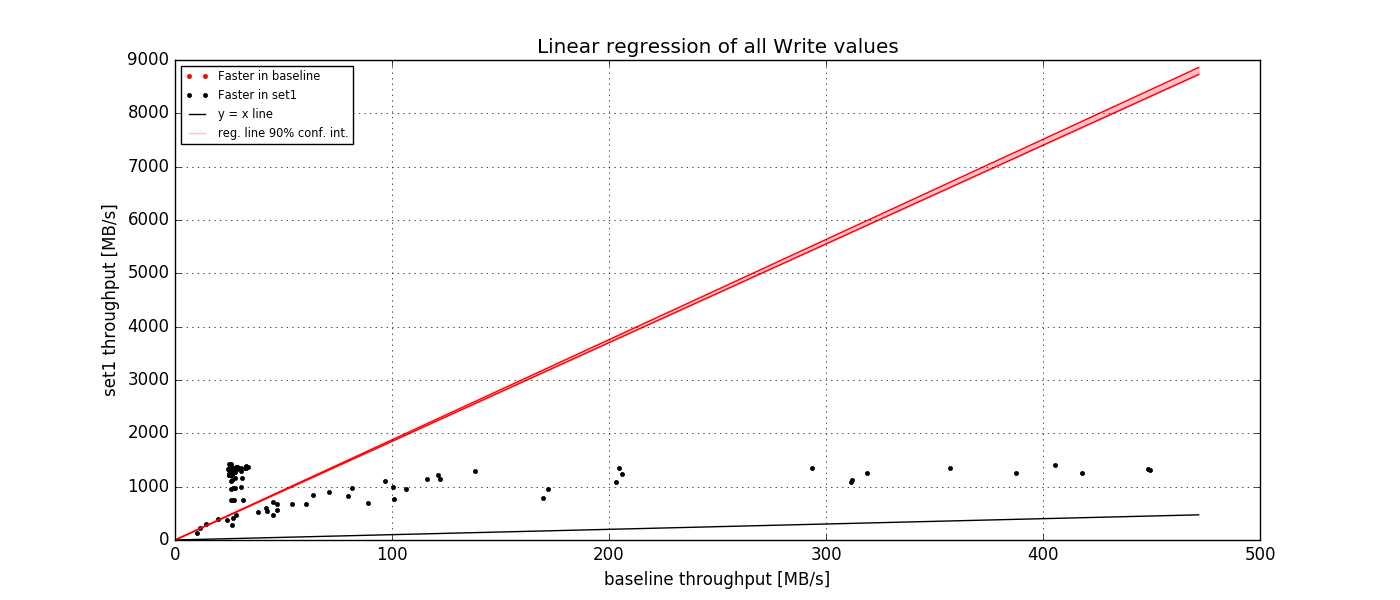 Linear regression of all Write values
9000
8000
7000
6000
5000
4000
3000
2000
1000
0
set1 throughput [MB/s]
Faster in baseline
Faster in set1
y = x line
reg. line 90% conf. int.
0 100 200 300 400 500
baseline throughput [MB/s]